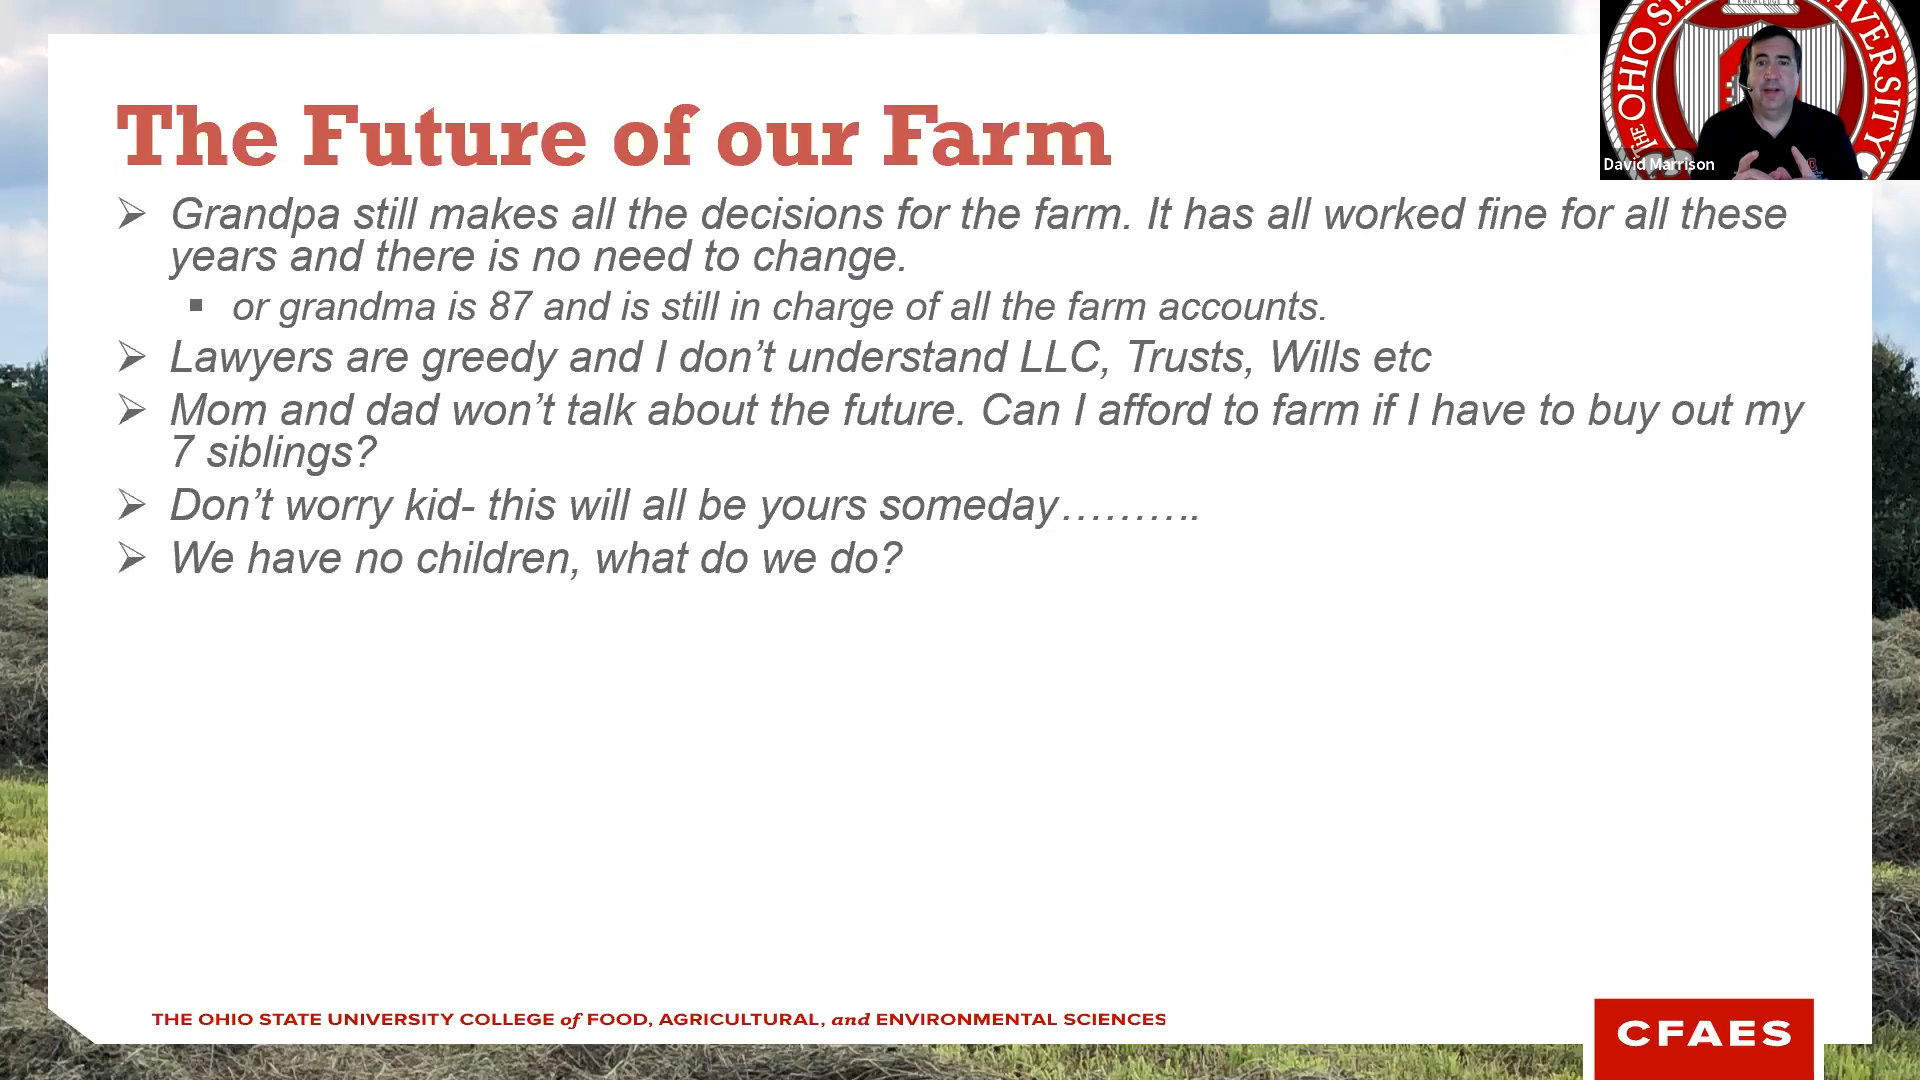 The Future of our Farm
Grandpa still makes all the decisions for the farm. It has all worked fine for all these
years and there is no need to change.
or grandma is 87 and is still in charge of all the farm accounts.
Lawyers are greedy and I don’t understand LLC, Trusts, Wills etc
Mom and dad won’t talk about the future. Can I afford to farm if I have to buy out my
7 siblings?
Don’t worry kid- this will all be yours someday……….
We have no children, what do we do?
THE OHIO STATE UNIVERSITY COLLEGE of FOOD, AGRICULTURAL, and ENVIRONMENTAL SCIENCES
CFAES
THE OHIO
VERSITY
David Marrison